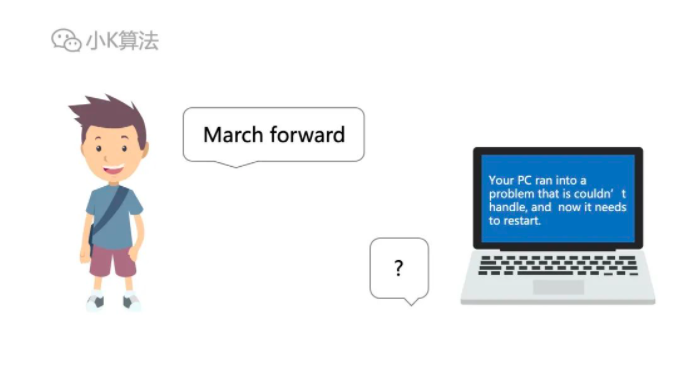 小K算法
March forward
Your PC ran into a
problem that is couldn't
handle, and now it needs
to restart.
?